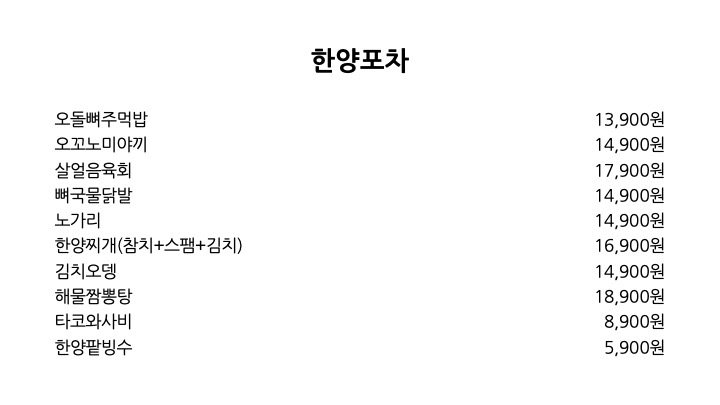 한양포차
오돌뼈주먹밥 13,900원
오꼬노미야끼 14,900원
살얼음육회 17,900원
뼈국물닭발 14,900원
노가리 14,900원
한양찌개(참치+스팸+김치) 16,900원
김치오뎅 14,900원
해물짬뽕탕 18,900원
타코와사비 8,900원
한양팥빙수 5,900원